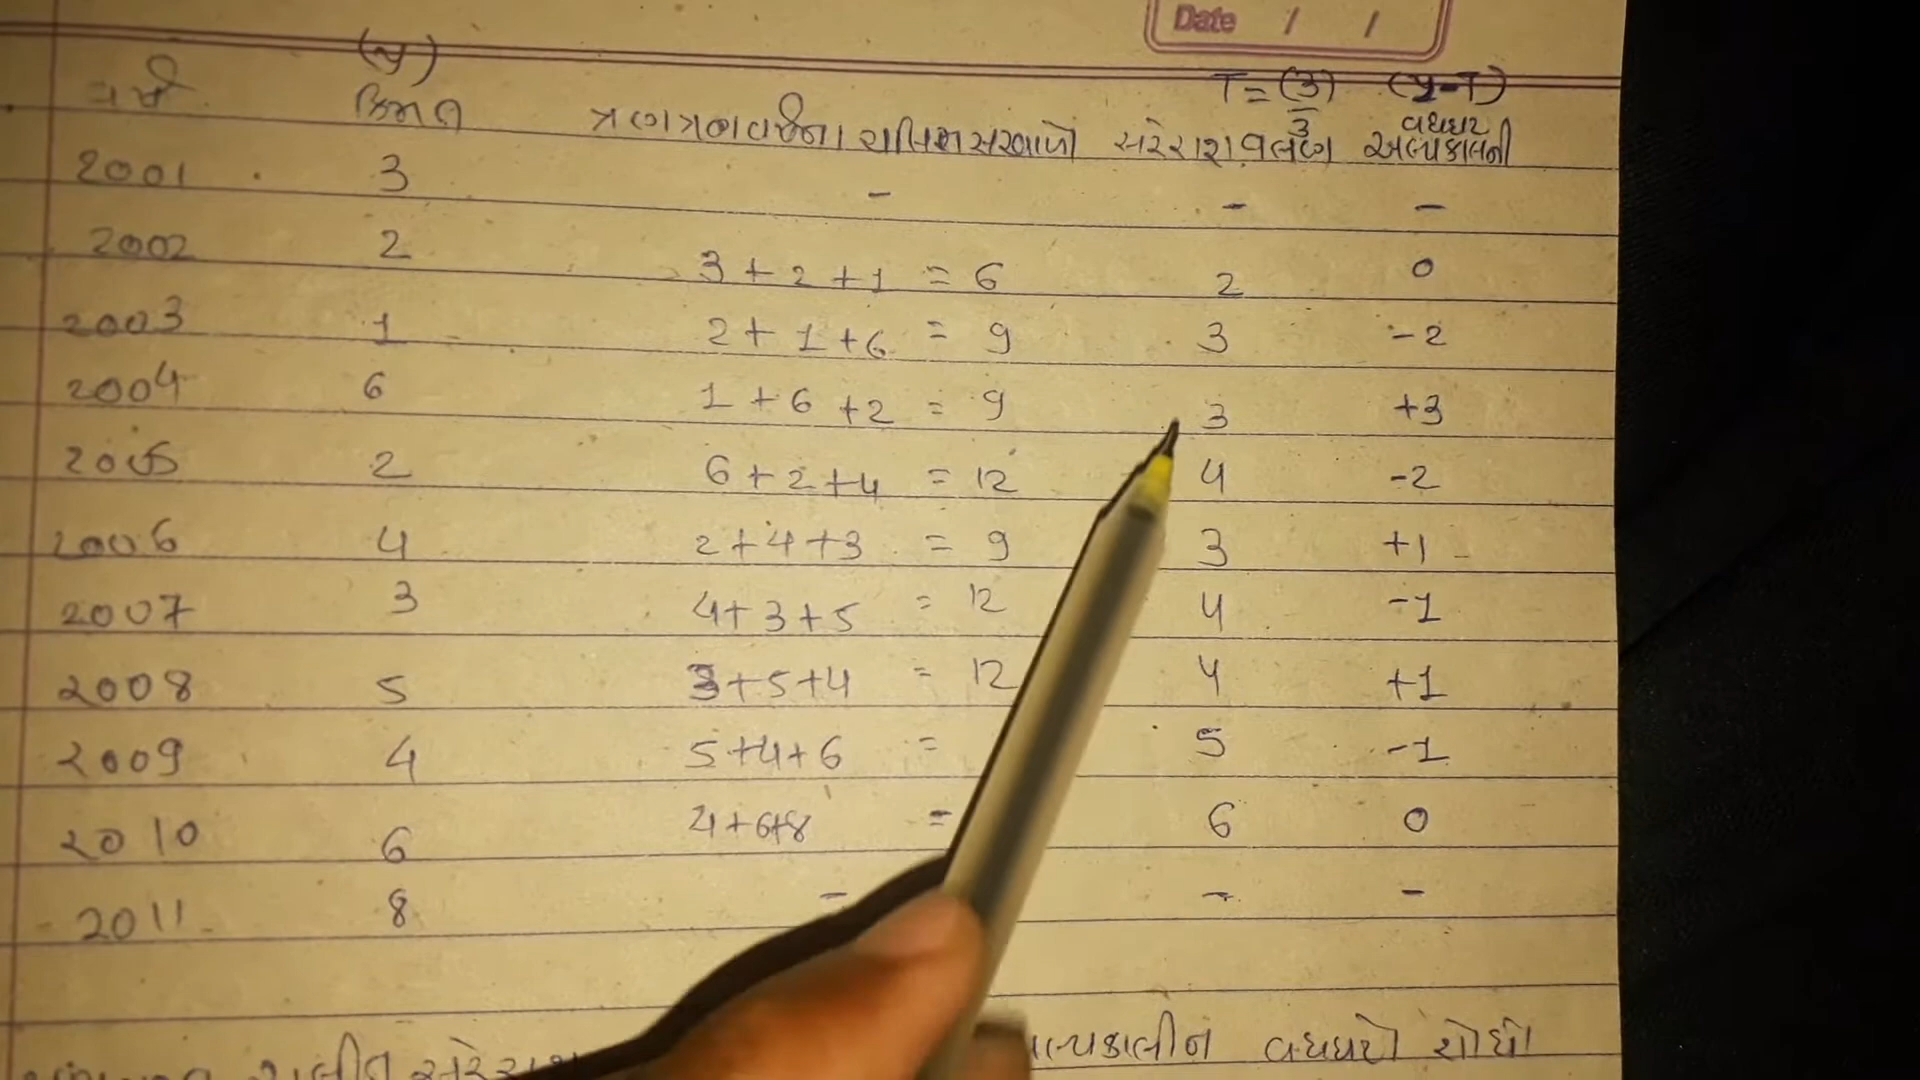 Date / /
(y) T = (3)/3 (y-T)
વર્ષ કિંમત ત્રણ ત્રણ વર્ષના ચલિત સરવાળો સરેરાશ વલણ વધઘટ અલ્પકાલની
2001 3 - - -
2002 2 3 + 2 + 1 = 6 2 0
2003 1 2 + 1 + 6 = 9 3 -2
2004 6 1 + 6 + 2 = 9 3 +3
2005 2 6 + 2 + 4 = 12 4 -2
2006 4 2 + 4 + 3 = 9 3 +1
2007 3 4 + 3 + 5 = 12 4 -1
2008 5 3 + 5 + 4 = 12 4 +1
2009 4 5 + 4 + 6 = 5 -1
2010 6 4 + 6 + 8 = 6 0
2011 8 - - -
વધઘટો શોધો